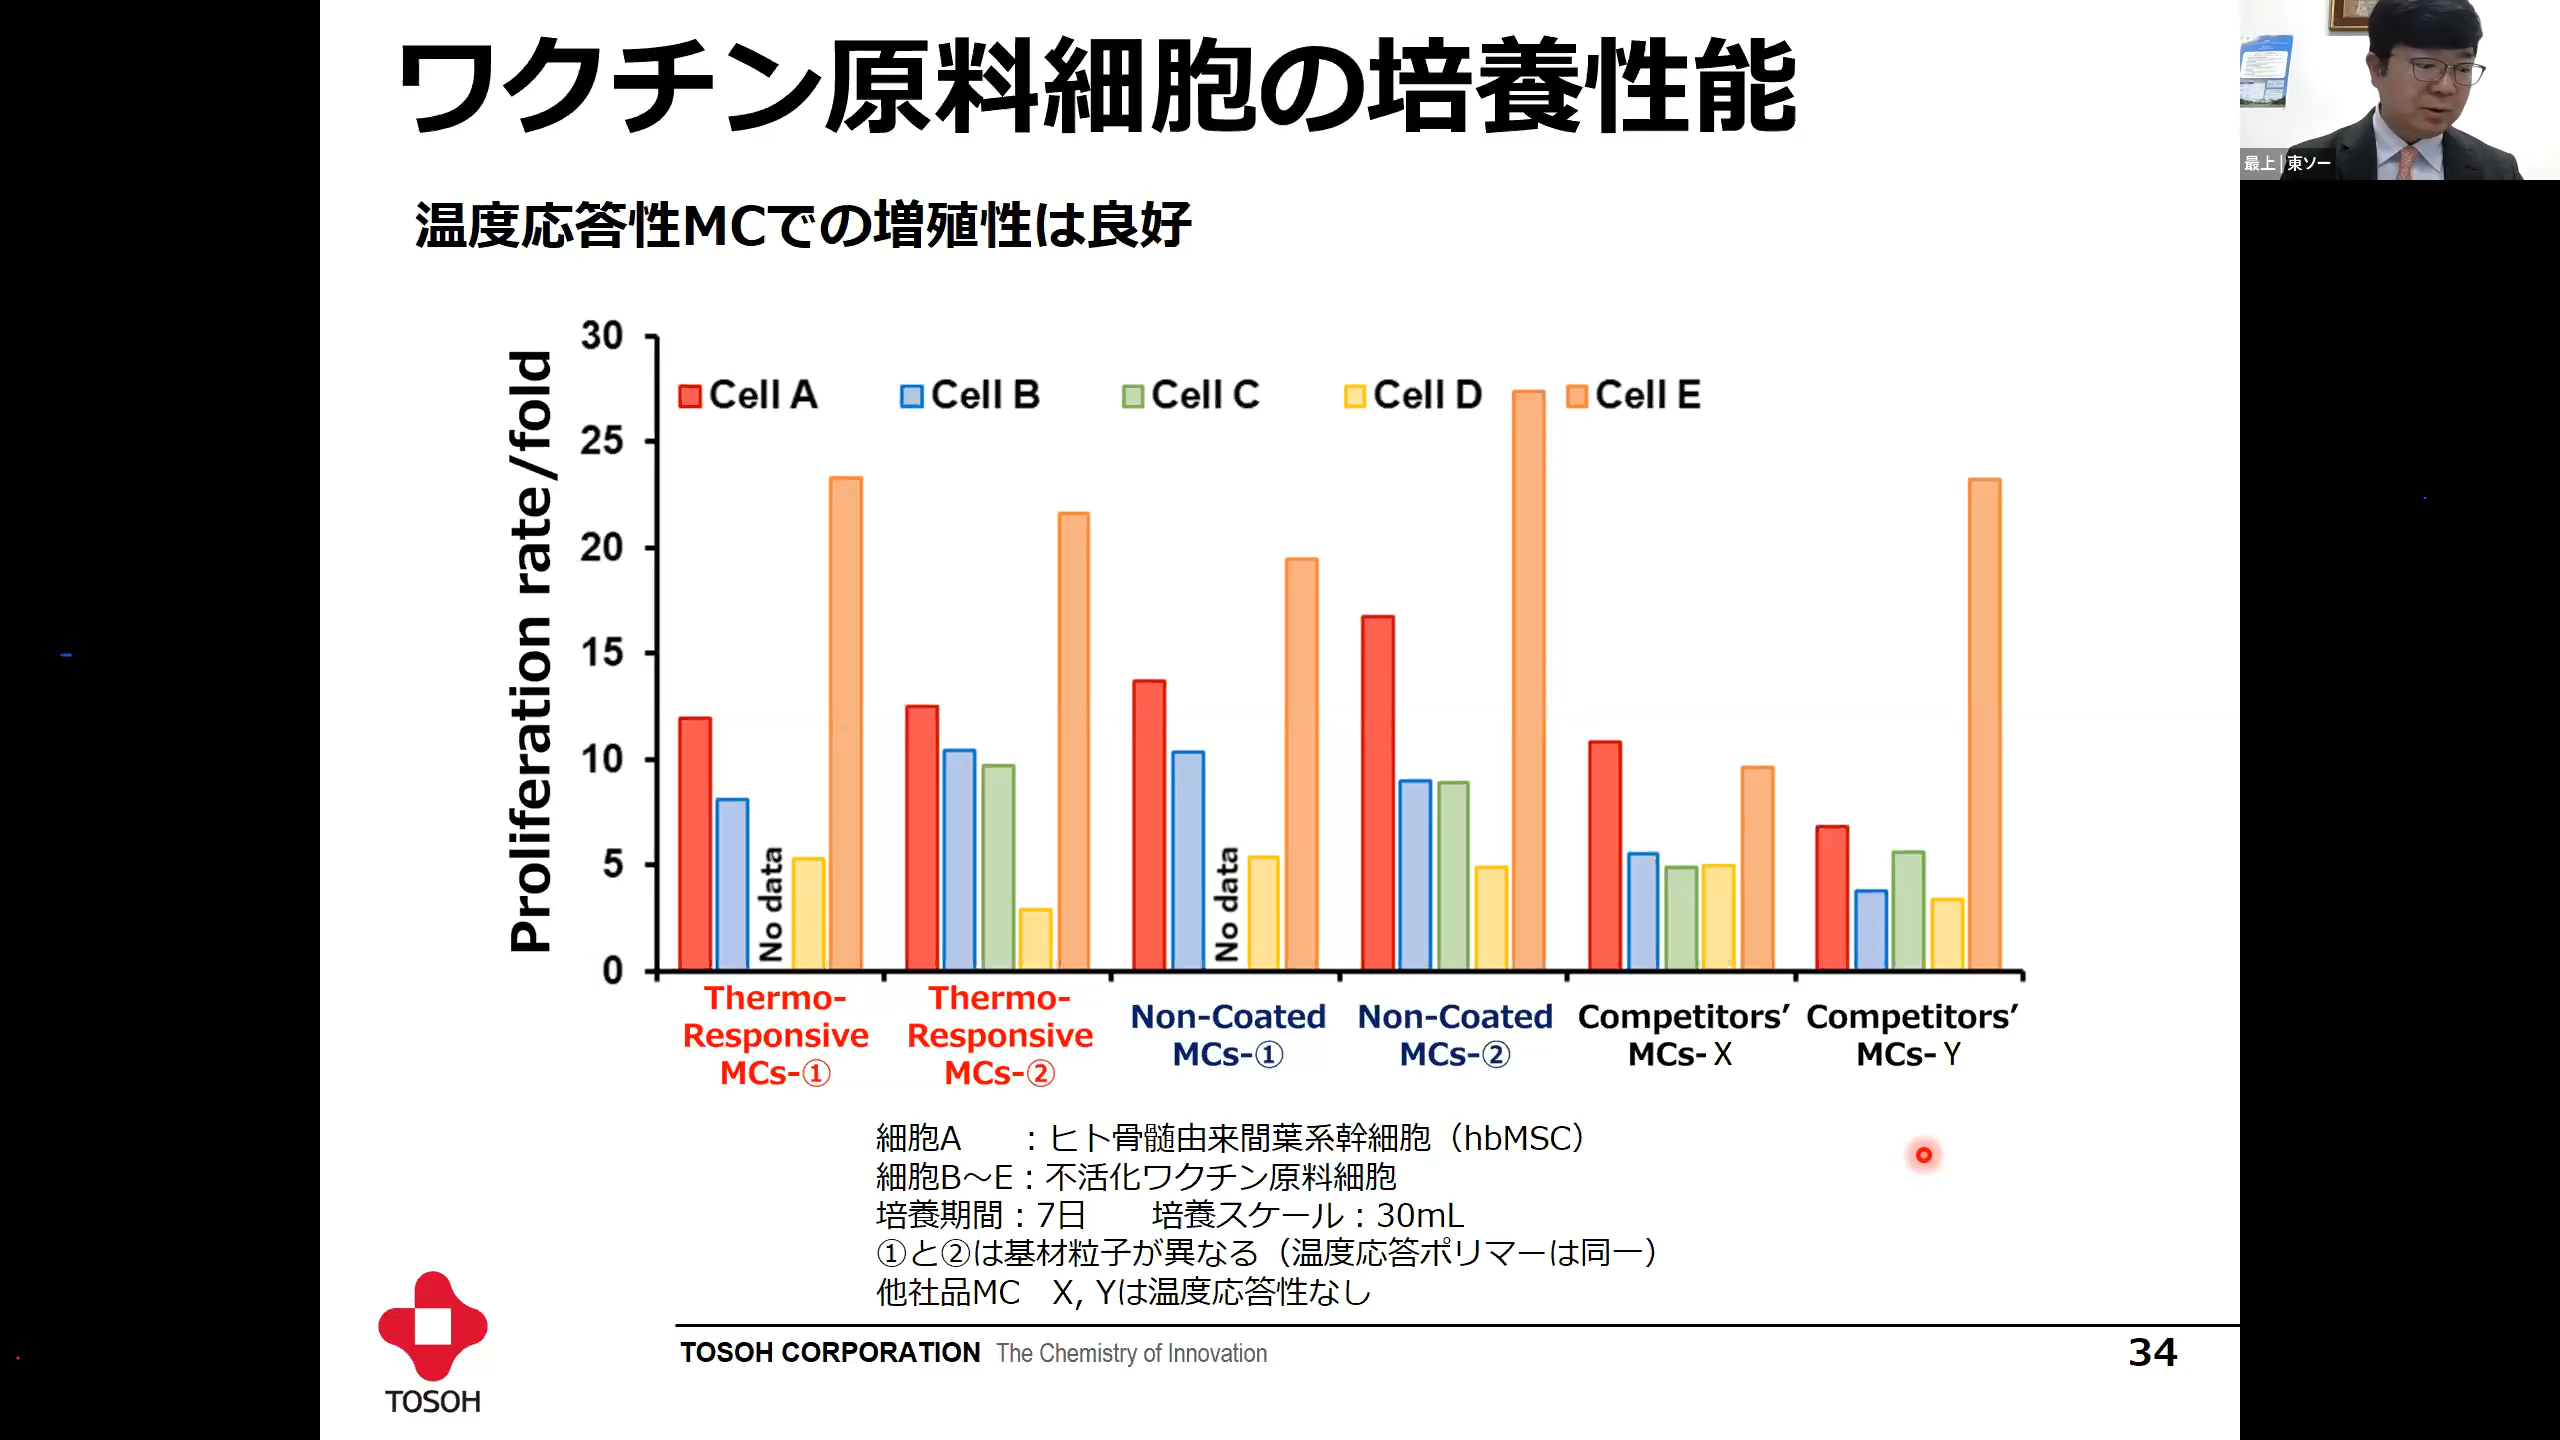 ワクチン原料細胞の培養性能
最上 | 東ソー
温度応答性MCでの増殖性は良好
Proliferation rate/fold
30
25
20
15
10
5
0
Cell A
Cell B
Cell C
Cell D
Cell E
No data
No data
Thermo-
Responsive
MCs-①
Thermo-
Responsive
MCs-②
Non-Coated
MCs-①
Non-Coated
MCs-②
Competitors’
MCs- X
Competitors’
MCs- Y
細胞A　　：ヒト骨髄由来間葉系幹細胞（hbMSC）
細胞B～E：不活化ワクチン原料細胞
培養期間：7日　　培養スケール：30mL
①と②は基材粒子が異なる（温度応答ポリマーは同一）
他社品MC　X, Yは温度応答性なし
TOSOH
TOSOH CORPORATION The Chemistry of Innovation
34